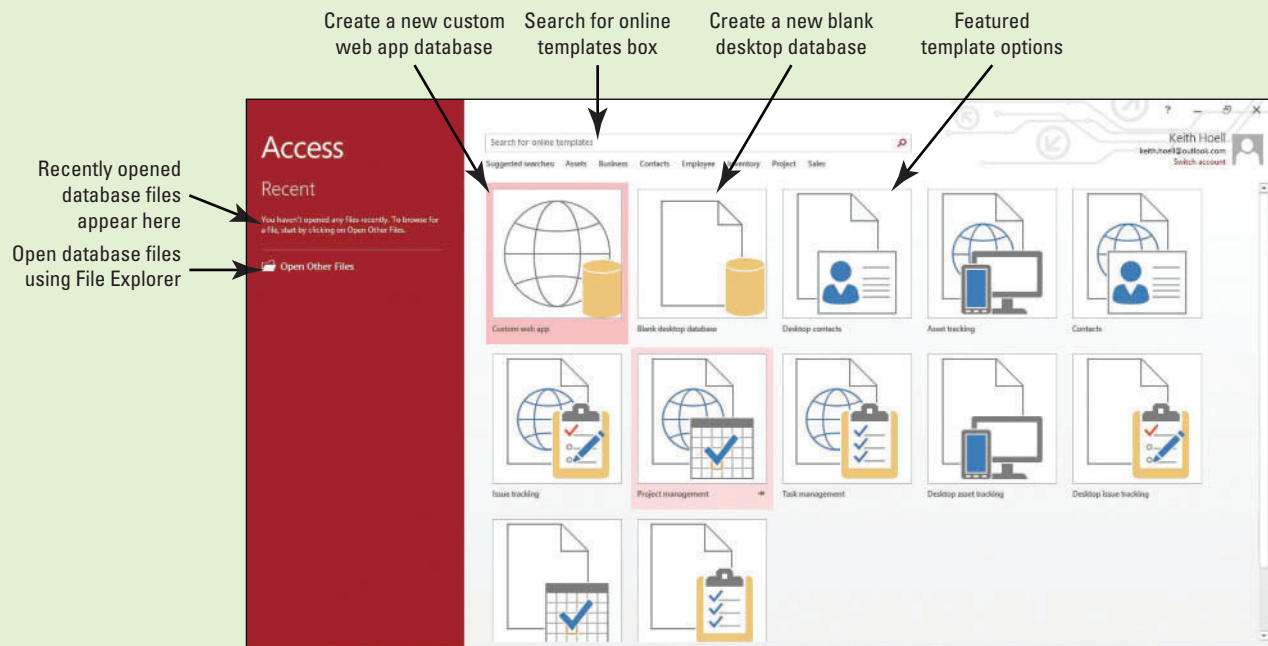 Create a new custom
web app database
Search for online
templates box
Create a new blank
desktop database
Featured
template options
Recently opened
database files
appear here
Open database files
using File Explorer
Access
Recent
You haven't opened any files recently. To browse for
a file, start by clicking on Open Other Files.
Open Other Files
Search for online templates
Suggested searches: Assets Business Contacts Employee Inventory Project Sales
?
Keith Hoell
keith.hoell@outlook.com
Switch account
Custom web app
Blank desktop database
Desktop contacts
Asset tracking
Contacts
Issue tracking
Project management
Task management
Desktop asset tracking
Desktop issue tracking